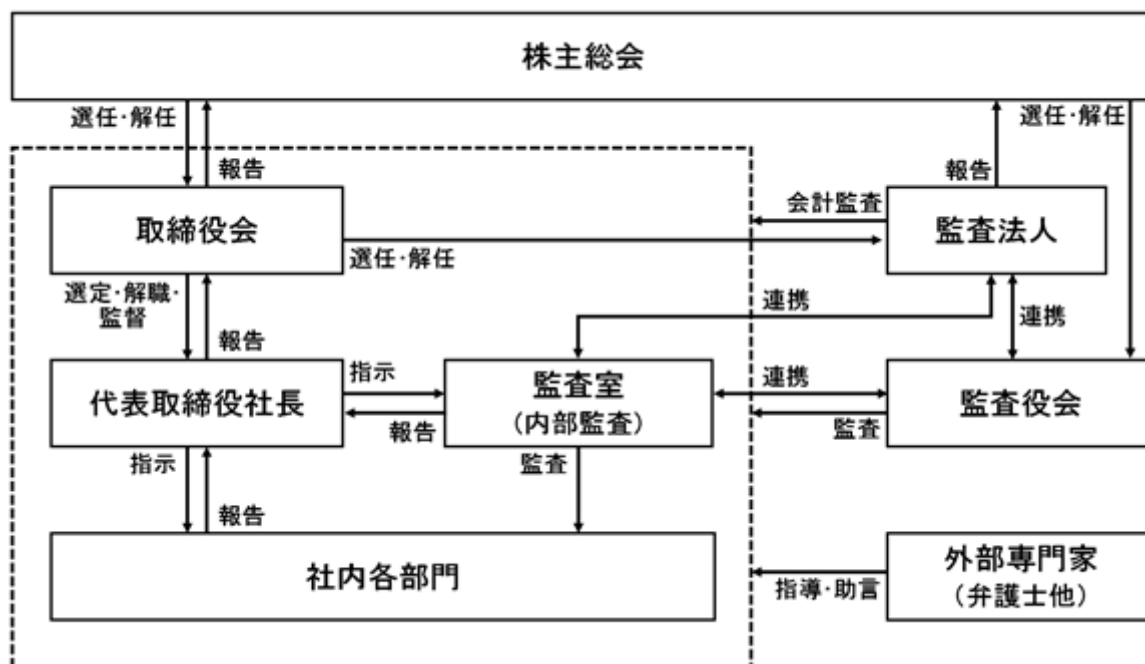 株主総会
選任・解任
選任・解任
報告
報告
取締役会
会計監査
監査法人
選任・解任
選定・解職・
監督
連携
連携
報告
代表取締役社長
指示
報告
監査室
(内部監査)
連携
監査
監査役会
指示
監査
報告
社内各部門
指導・助言
外部専門家
(弁護士他)